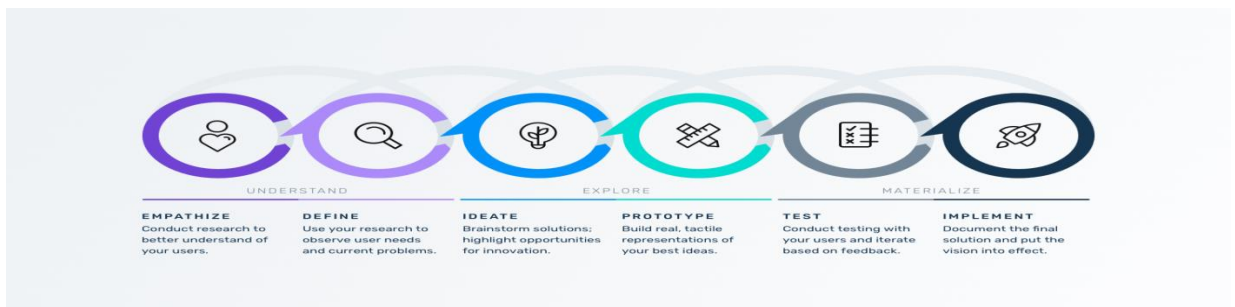 UNDERSTAND
EXPLORE
MATERIALIZE
EMPATHIZE
Conduct research to
better understand of
your users.
DEFINE
Use your research to
observe user needs
and current problems.
IDEATE
Brainstorm solutions;
highlight opportunities
for innovation.
PROTOTYPE
Build real, tactile
representations of
your best ideas.
TEST
Conduct testing with
your users and iterate
based on feedback.
IMPLEMENT
Document the final
solution and put the
vision into effect.